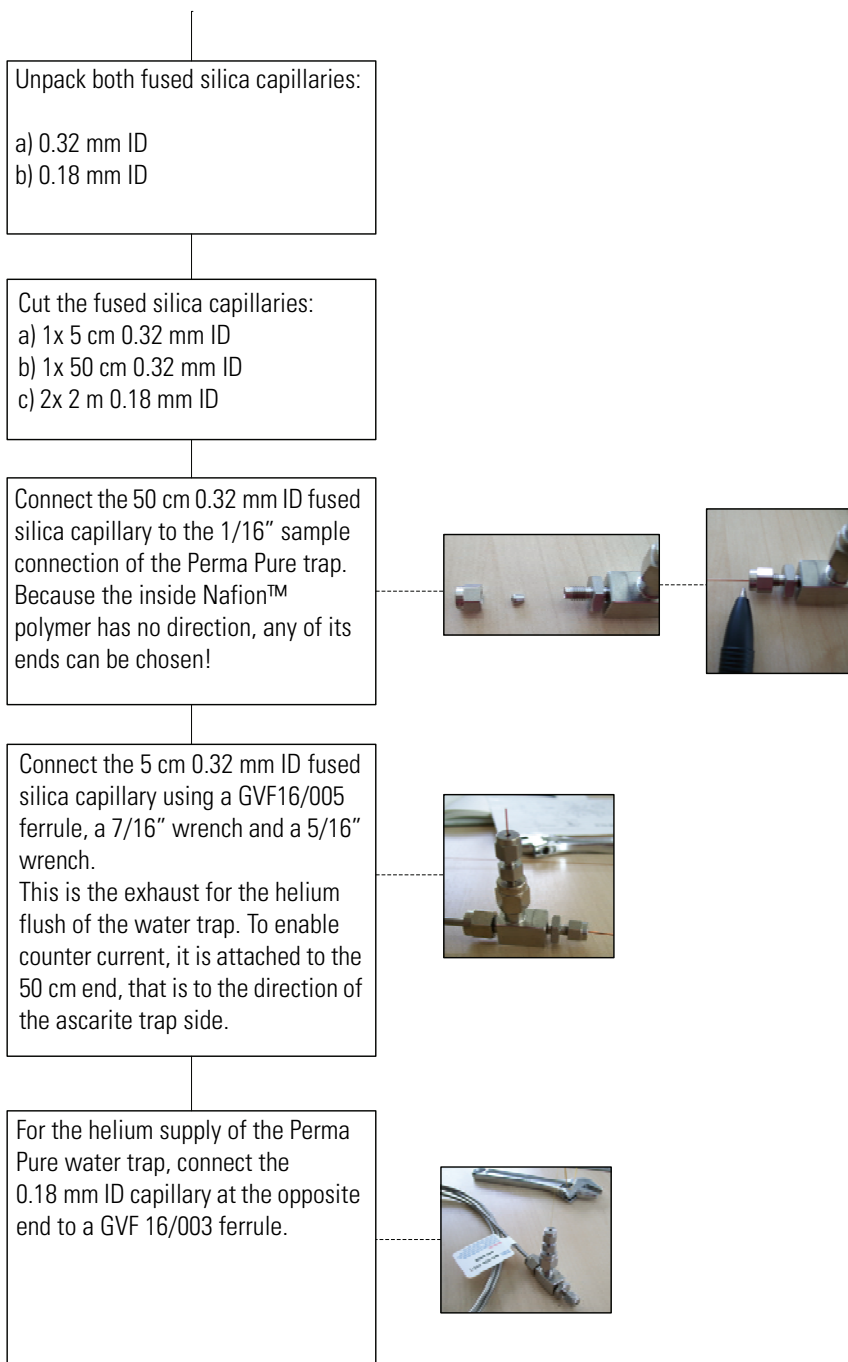 Unpack both fused silica capillaries:
a) 0.32 mm ID
b) 0.18 mm ID
Cut the fused silica capillaries:
a) 1x 5 cm 0.32 mm ID
b) 1x 50 cm 0.32 mm ID
c) 2x 2 m 0.18 mm ID
Connect the 50 cm 0.32 mm ID fused
silica capillary to the 1/16” sample
connection of the Perma Pure trap.
Because the inside Nafion™
polymer has no direction, any of its
ends can be chosen!
Connect the 5 cm 0.32 mm ID fused
silica capillary using a GVF16/005
ferrule, a 7/16” wrench and a 5/16”
wrench.
This is the exhaust for the helium
flush of the water trap. To enable
counter current, it is attached to the
50 cm end, that is to the direction of
the ascarite trap side.
For the helium supply of the Perma
Pure water trap, connect the
0.18 mm ID capillary at the opposite
end to a GVF 16/003 ferrule.